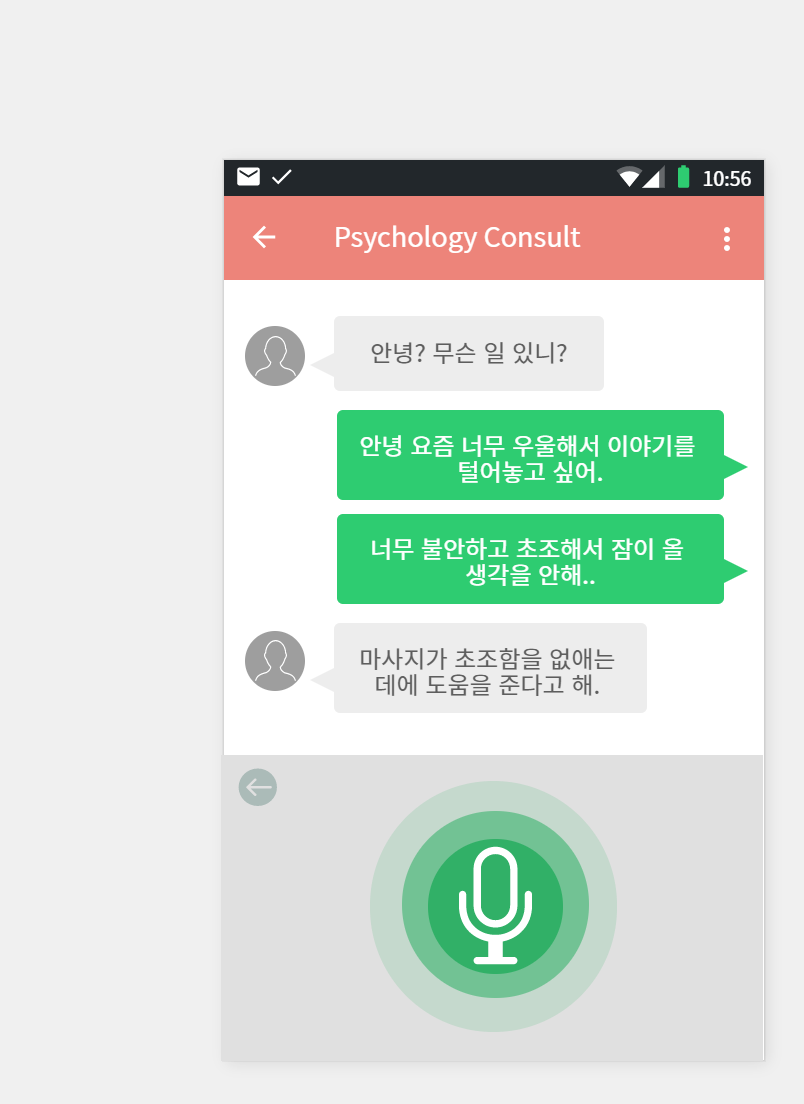 10:56
Psychology Consult
안녕? 무슨 일 있니?
안녕 요즘 너무 우울해서 이야기를
털어놓고 싶어.
너무 불안하고 초조해서 잠이 올
생각을 안해..
마사지가 초조함을 없애는
데에 도움을 준다고 해.